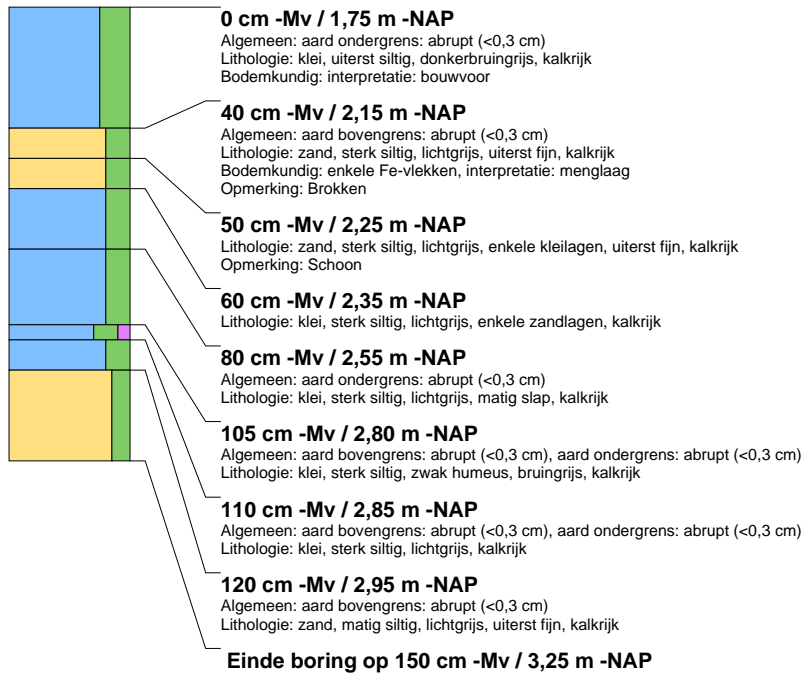 0 cm -Mv / 1,75 m -NAP
Algemeen: aard ondergrens: abrupt (<0,3 cm)
Lithologie: klei, uiterst siltig, donkerbruingrijs, kalkrijk
Bodemkundig: interpretatie: bouwvoor
40 cm -Mv / 2,15 m -NAP
Algemeen: aard bovengrens: abrupt (<0,3 cm)
Lithologie: zand, sterk siltig, lichtgrijs, uiterst fijn, kalkrijk
Bodemkundig: enkele Fe-vlekken, interpretatie: menglaag
Opmerking: Brokken
50 cm -Mv / 2,25 m -NAP
Lithologie: zand, sterk siltig, lichtgrijs, enkele kleilagen, uiterst fijn, kalkrijk
Opmerking: Schoon
60 cm -Mv / 2,35 m -NAP
Lithologie: klei, sterk siltig, lichtgrijs, enkele zandlagen, kalkrijk
80 cm -Mv / 2,55 m -NAP
Algemeen: aard ondergrens: abrupt (<0,3 cm)
Lithologie: klei, sterk siltig, lichtgrijs, matig slap, kalkrijk
105 cm -Mv / 2,80 m -NAP
Algemeen: aard bovengrens: abrupt (<0,3 cm), aard ondergrens: abrupt (<0,3 cm)
Lithologie: klei, sterk siltig, zwak humeus, bruingrijs, kalkrijk
110 cm -Mv / 2,85 m -NAP
Algemeen: aard bovengrens: abrupt (<0,3 cm), aard ondergrens: abrupt (<0,3 cm)
Lithologie: klei, sterk siltig, lichtgrijs, kalkrijk
120 cm -Mv / 2,95 m -NAP
Algemeen: aard bovengrens: abrupt (<0,3 cm)
Lithologie: zand, matig siltig, lichtgrijs, uiterst fijn, kalkrijk
Einde boring op 150 cm -Mv / 3,25 m -NAP